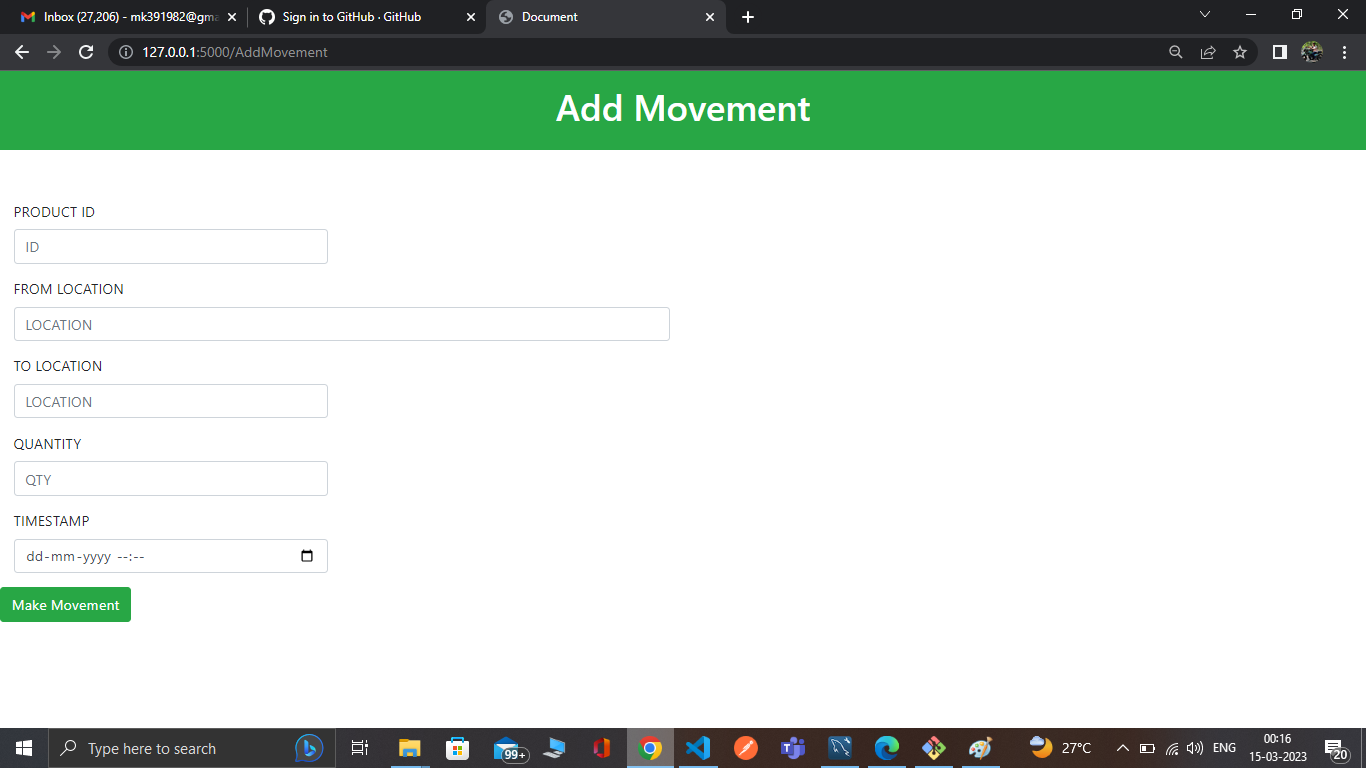 Inbox (27,206) - mk391982@gma
Sign in to GitHub · GitHub
Document
127.0.0.1:5000/AddMovement
Add Movement
PRODUCT ID
ID
FROM LOCATION
LOCATION
TO LOCATION
LOCATION
QUANTITY
QTY
TIMESTAMP
dd-mm-yyyy --:--
Make Movement
Type here to search
99+
27°C
ENG
00:16
15-03-2023
20